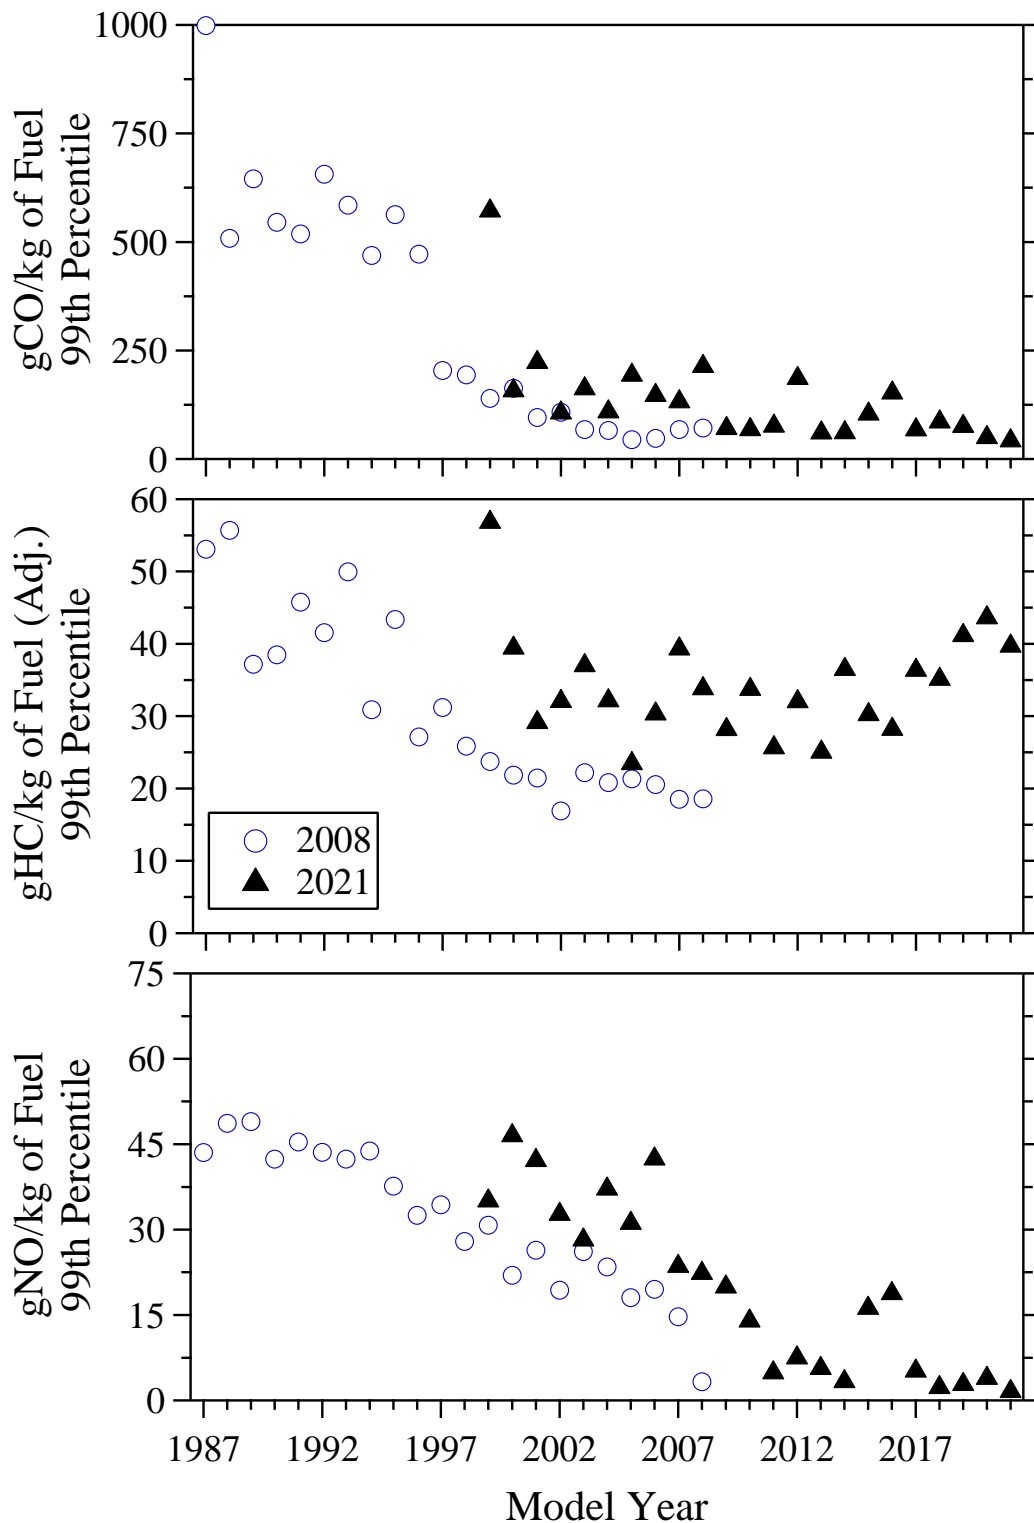 gCO/kg of Fuel
99th Percentile
1000
750
500
250
0
gHC/kg of Fuel (Adj.)
99th Percentile
60
50
40
30
20
10
0
2008
2021
gNO/kg of Fuel
99th Percentile
75
60
45
30
15
0
1987 1992 1997 2002 2007 2012 2017
Model Year